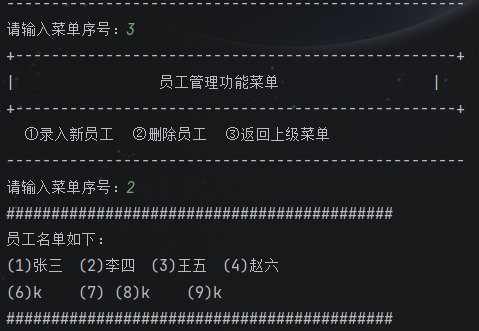 --------------------------------------------------
请输入菜单序号：3
+------------------------------------------------+
|                员工管理功能菜单                |
+------------------------------------------------+
①录入新员工  ②删除员工  ③返回上级菜单
--------------------------------------------------
请输入菜单序号：2
###########################################
员工名单如下：
(1)张三  (2)李四  (3)王五  (4)赵六
(6)k    (7) (8)k    (9)k
###########################################